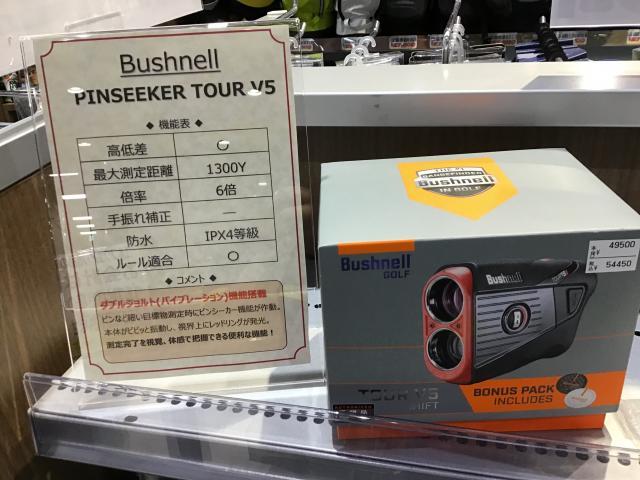 Bushnell
PINSEEKER TOUR V5
◆ 機能表 ◆
高低差 〇
最大測定距離 1300Y
倍率 6倍
手振れ補正 ―
防水 IPX4等級
ルール適合 〇
◆ コメント ◆
ダブルジョルト(バイブレーション)機能搭載
ピンなど細い目標物測定時にピンシーカー機能が作動。
本体がビビッと振動し、視界上にレッドリングが発光。
測定完了を視覚、体感で把握できる便利な機能！
THE #1
RANGEFINDER
Bushnell
IN GOLF
Bushnell
GOLF
Bushnell
49500
54450
TOUR V5
SHIFT
BONUS PACK
INCLUDES